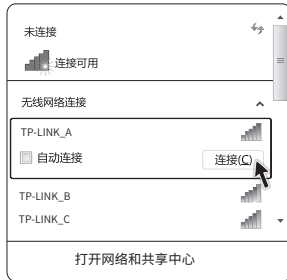 未连接
连接可用
无线网络连接
TP-LINK_A
自动连接
连接(C)
TP-LINK_B
TP-LINK_C
打开网络和共享中心